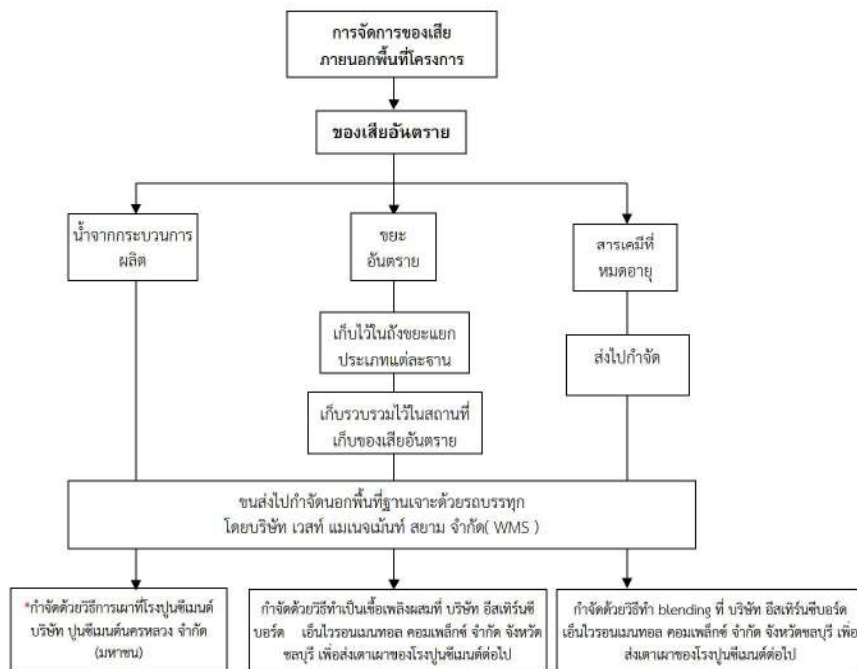 การจัดการของเสีย
ภายนอกพื้นที่โครงการ
ของเสียอันตราย
น้ำจากกระบวนการ
ผลิต
ขยะ
อันตราย
สารเคมีที่
หมดอายุ
เก็บไว้ในถังขยะแยก
ประเภทแต่ละฐาน
ส่งไปกำจัด
เก็บรวบรวมไว้ในสถานที่
เก็บของเสียอันตราย
ขนส่งไปกำจัดนอกพื้นที่ฐานเจาะด้วยรถบรรทุก
โดยบริษัท เวสท์ แมเนจเม้นท์ สยาม จำกัด( WMS )
*กำจัดด้วยวิธีการเผาที่โรงปูนซีเมนต์
บริษัท ปูนซีเมนต์นครหลวง จำกัด
(มหาชน)
กำจัดด้วยวิธีทำเป็นเชื้อเพลิงผสมที่ บริษัท อีสเทิร์นซี
บอร์ด เอ็นไวรอนเมนทอล คอมเพล็กซ์ จำกัด จังหวัด
ชลบุรี เพื่อส่งเตาเผาของโรงปูนซีเมนต์ต่อไป
กำจัดด้วยวิธีทำ blending ที่ บริษัท อีสเทิร์นซีบอร์ด
เอ็นไวรอนเมนทอล คอมเพล็กซ์ จำกัด จังหวัดชลบุรี เพื่อ
ส่งเตาเผาของโรงปูนซีเมนต์ต่อไป